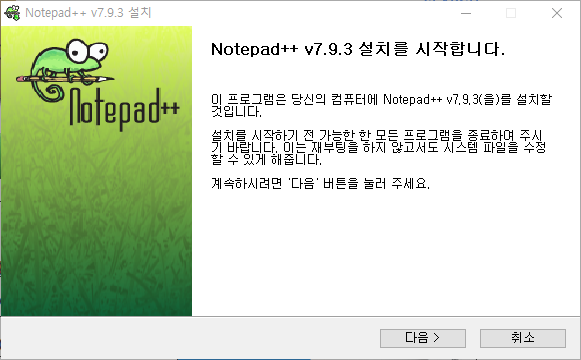 Notepad++ v7.9.3 설치
Notepad++
Notepad++ v7.9.3 설치를 시작합니다.
이 프로그램은 당신의 컴퓨터에 Notepad++ v7.9.3(을)를 설치할
것입니다.
설치를 시작하기 전 가능한 한 모든 프로그램을 종료하며 주시
기 바랍니다. 이는 재부팅을 하지 않고서도 시스템 파일을 수정
할 수 있게 해줍니다.
계속하시려면 '다음' 버튼을 눌러 주세요.
다음 >
취소